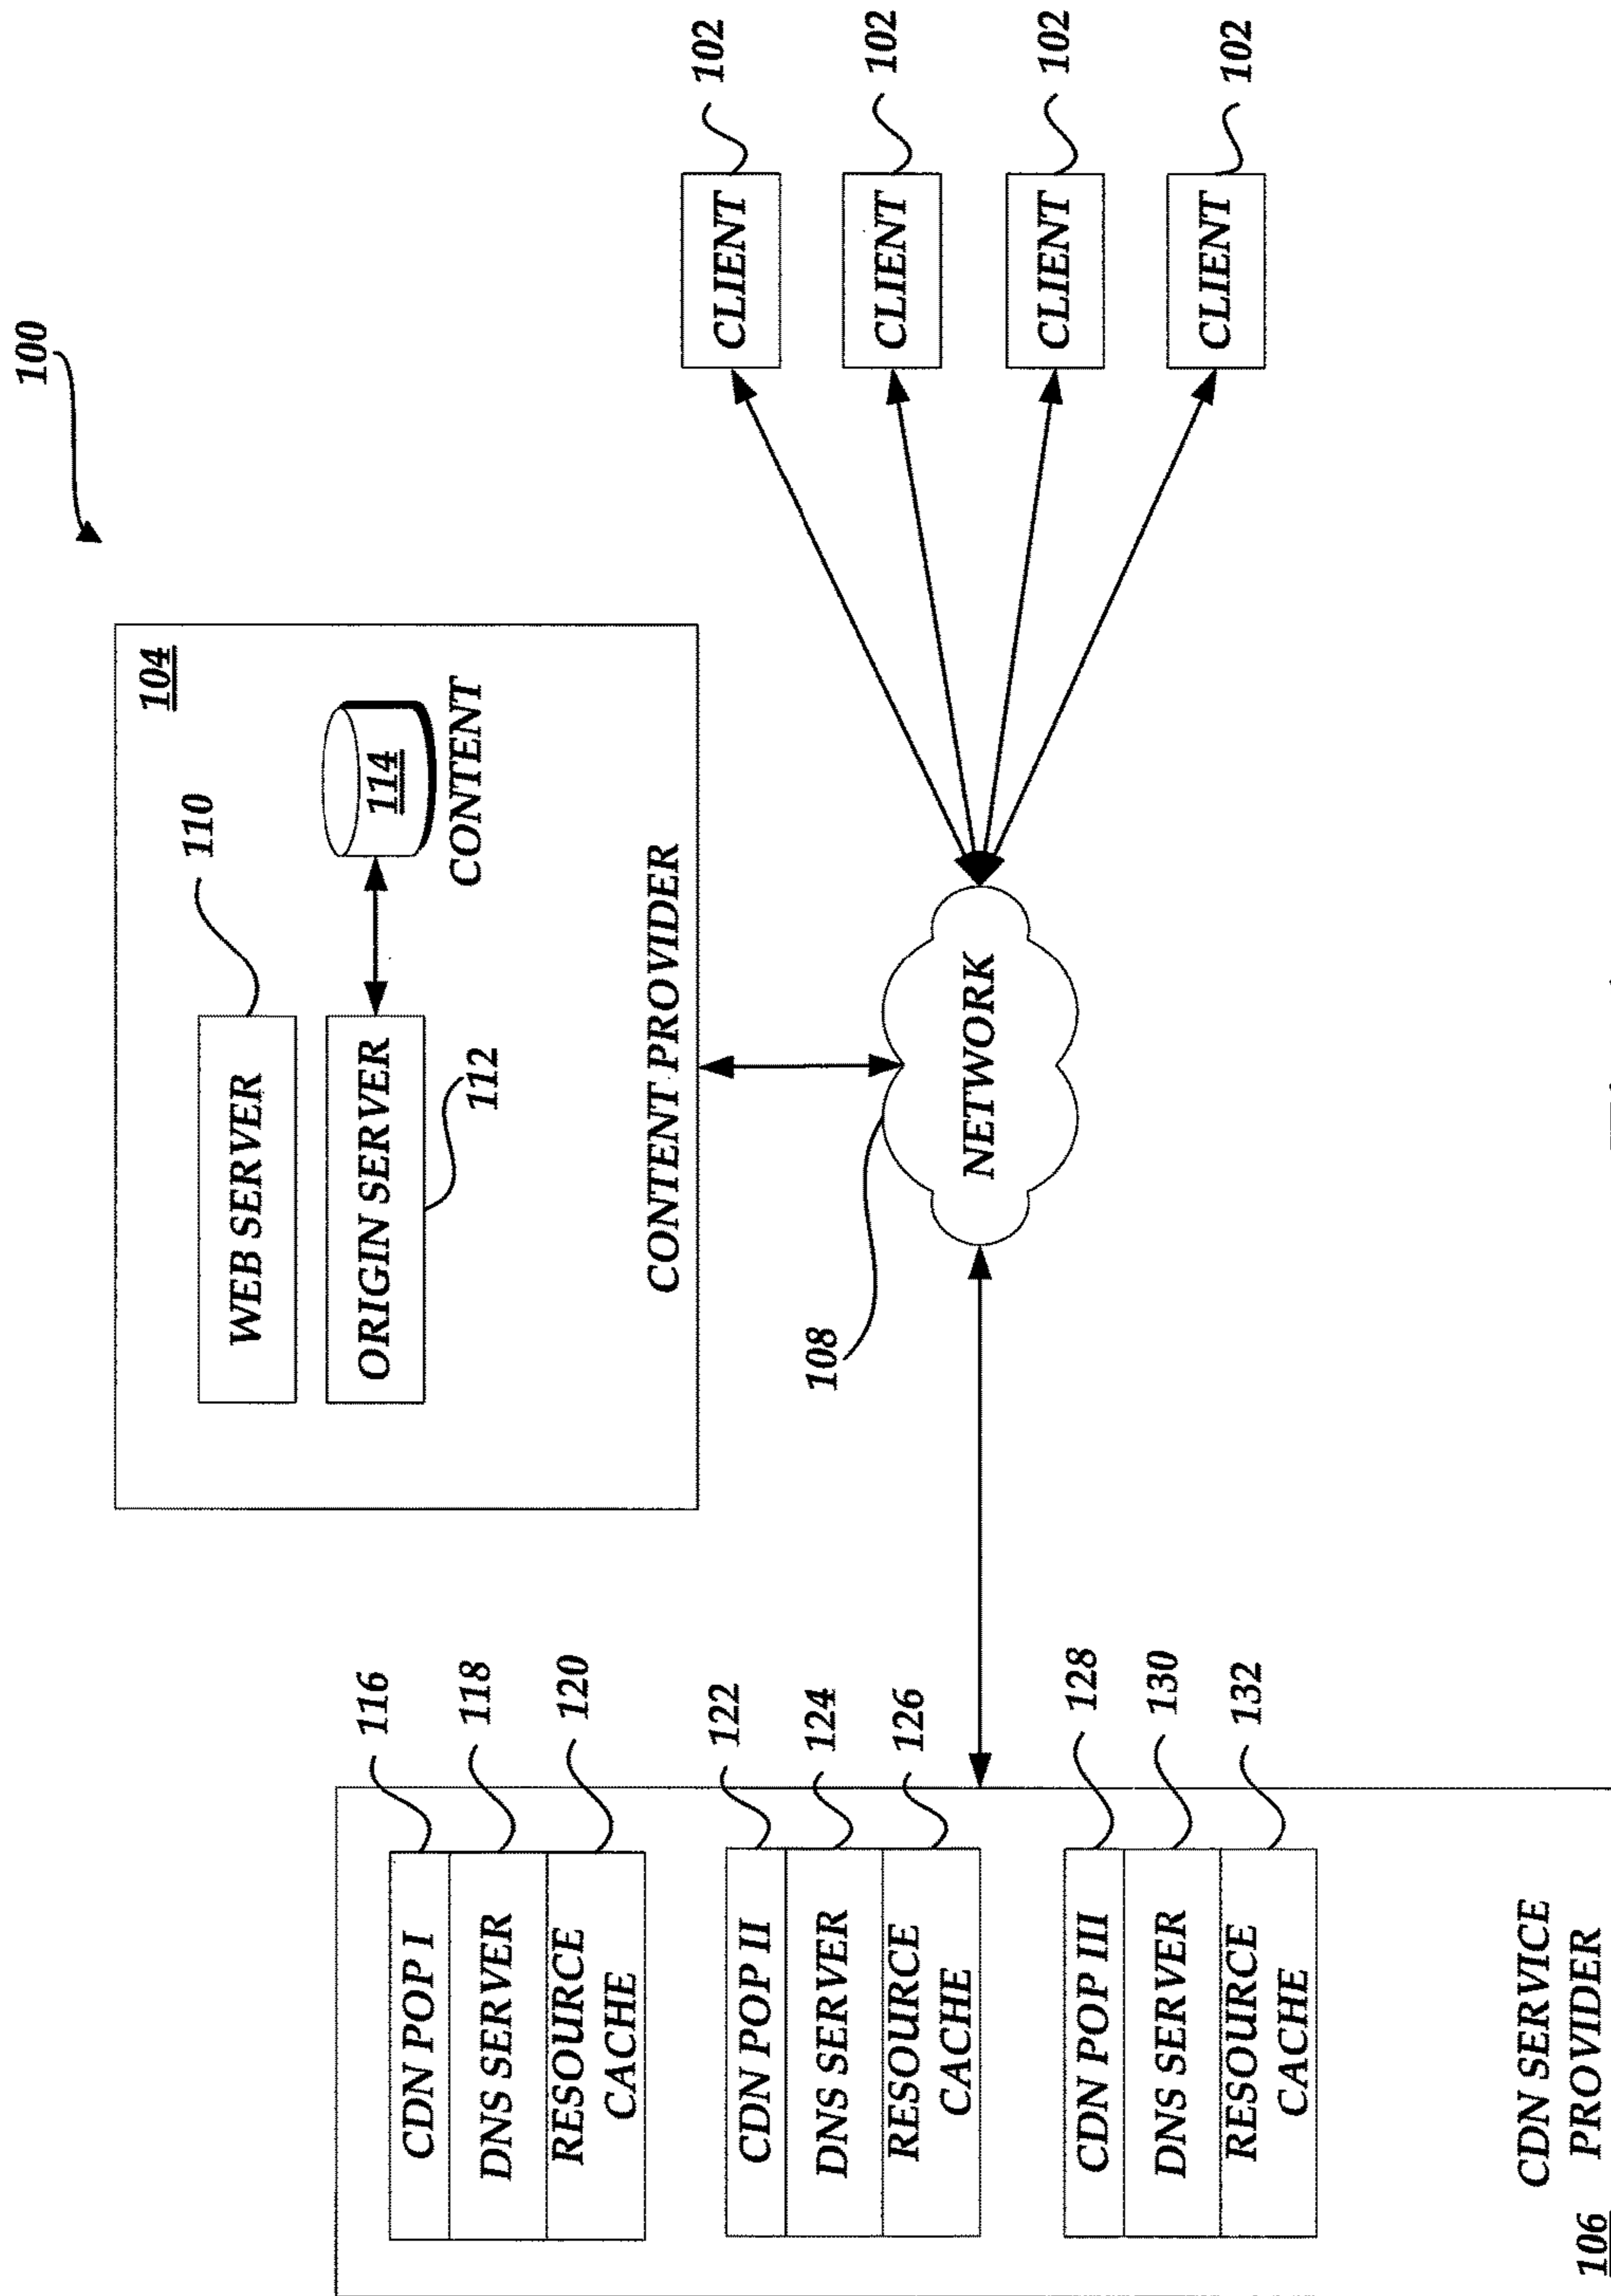 100
104
WEB SERVER
110
ORIGIN SERVER
112
114
CONTENT
CONTENT PROVIDER
116
CDN POP I
118
DNS SERVER
120
RESOURCE
CACHE
122
CDN POP II
124
DNS SERVER
126
RESOURCE
CACHE
128
CDN POP III
130
DNS SERVER
132
RESOURCE
CACHE
CDN SERVICE
PROVIDER
106
108
NETWORK
CLIENT
102
CLIENT
102
CLIENT
102
CLIENT
102